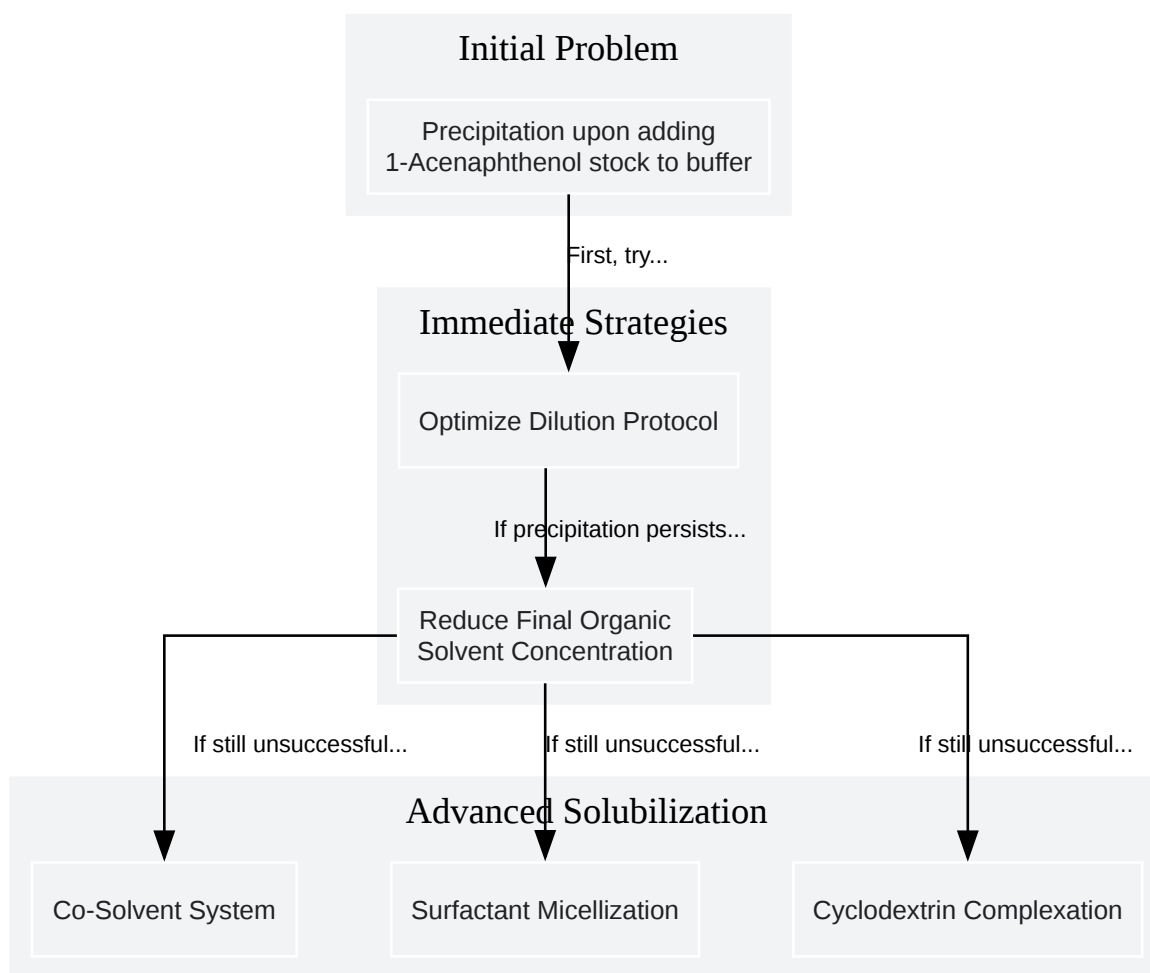 Initial Problem
Precipitation upon adding
1-Acenaphthenol stock to buffer
First, try...
Immediate Strategies
Optimize Dilution Protocol
If precipitation persists...
Reduce Final Organic
Solvent Concentration
If still unsuccessful...
If still unsuccessful...
If still unsuccessful...
Advanced Solubilization
Co-Solvent System
Surfactant Micellization
Cyclodextrin Complexation